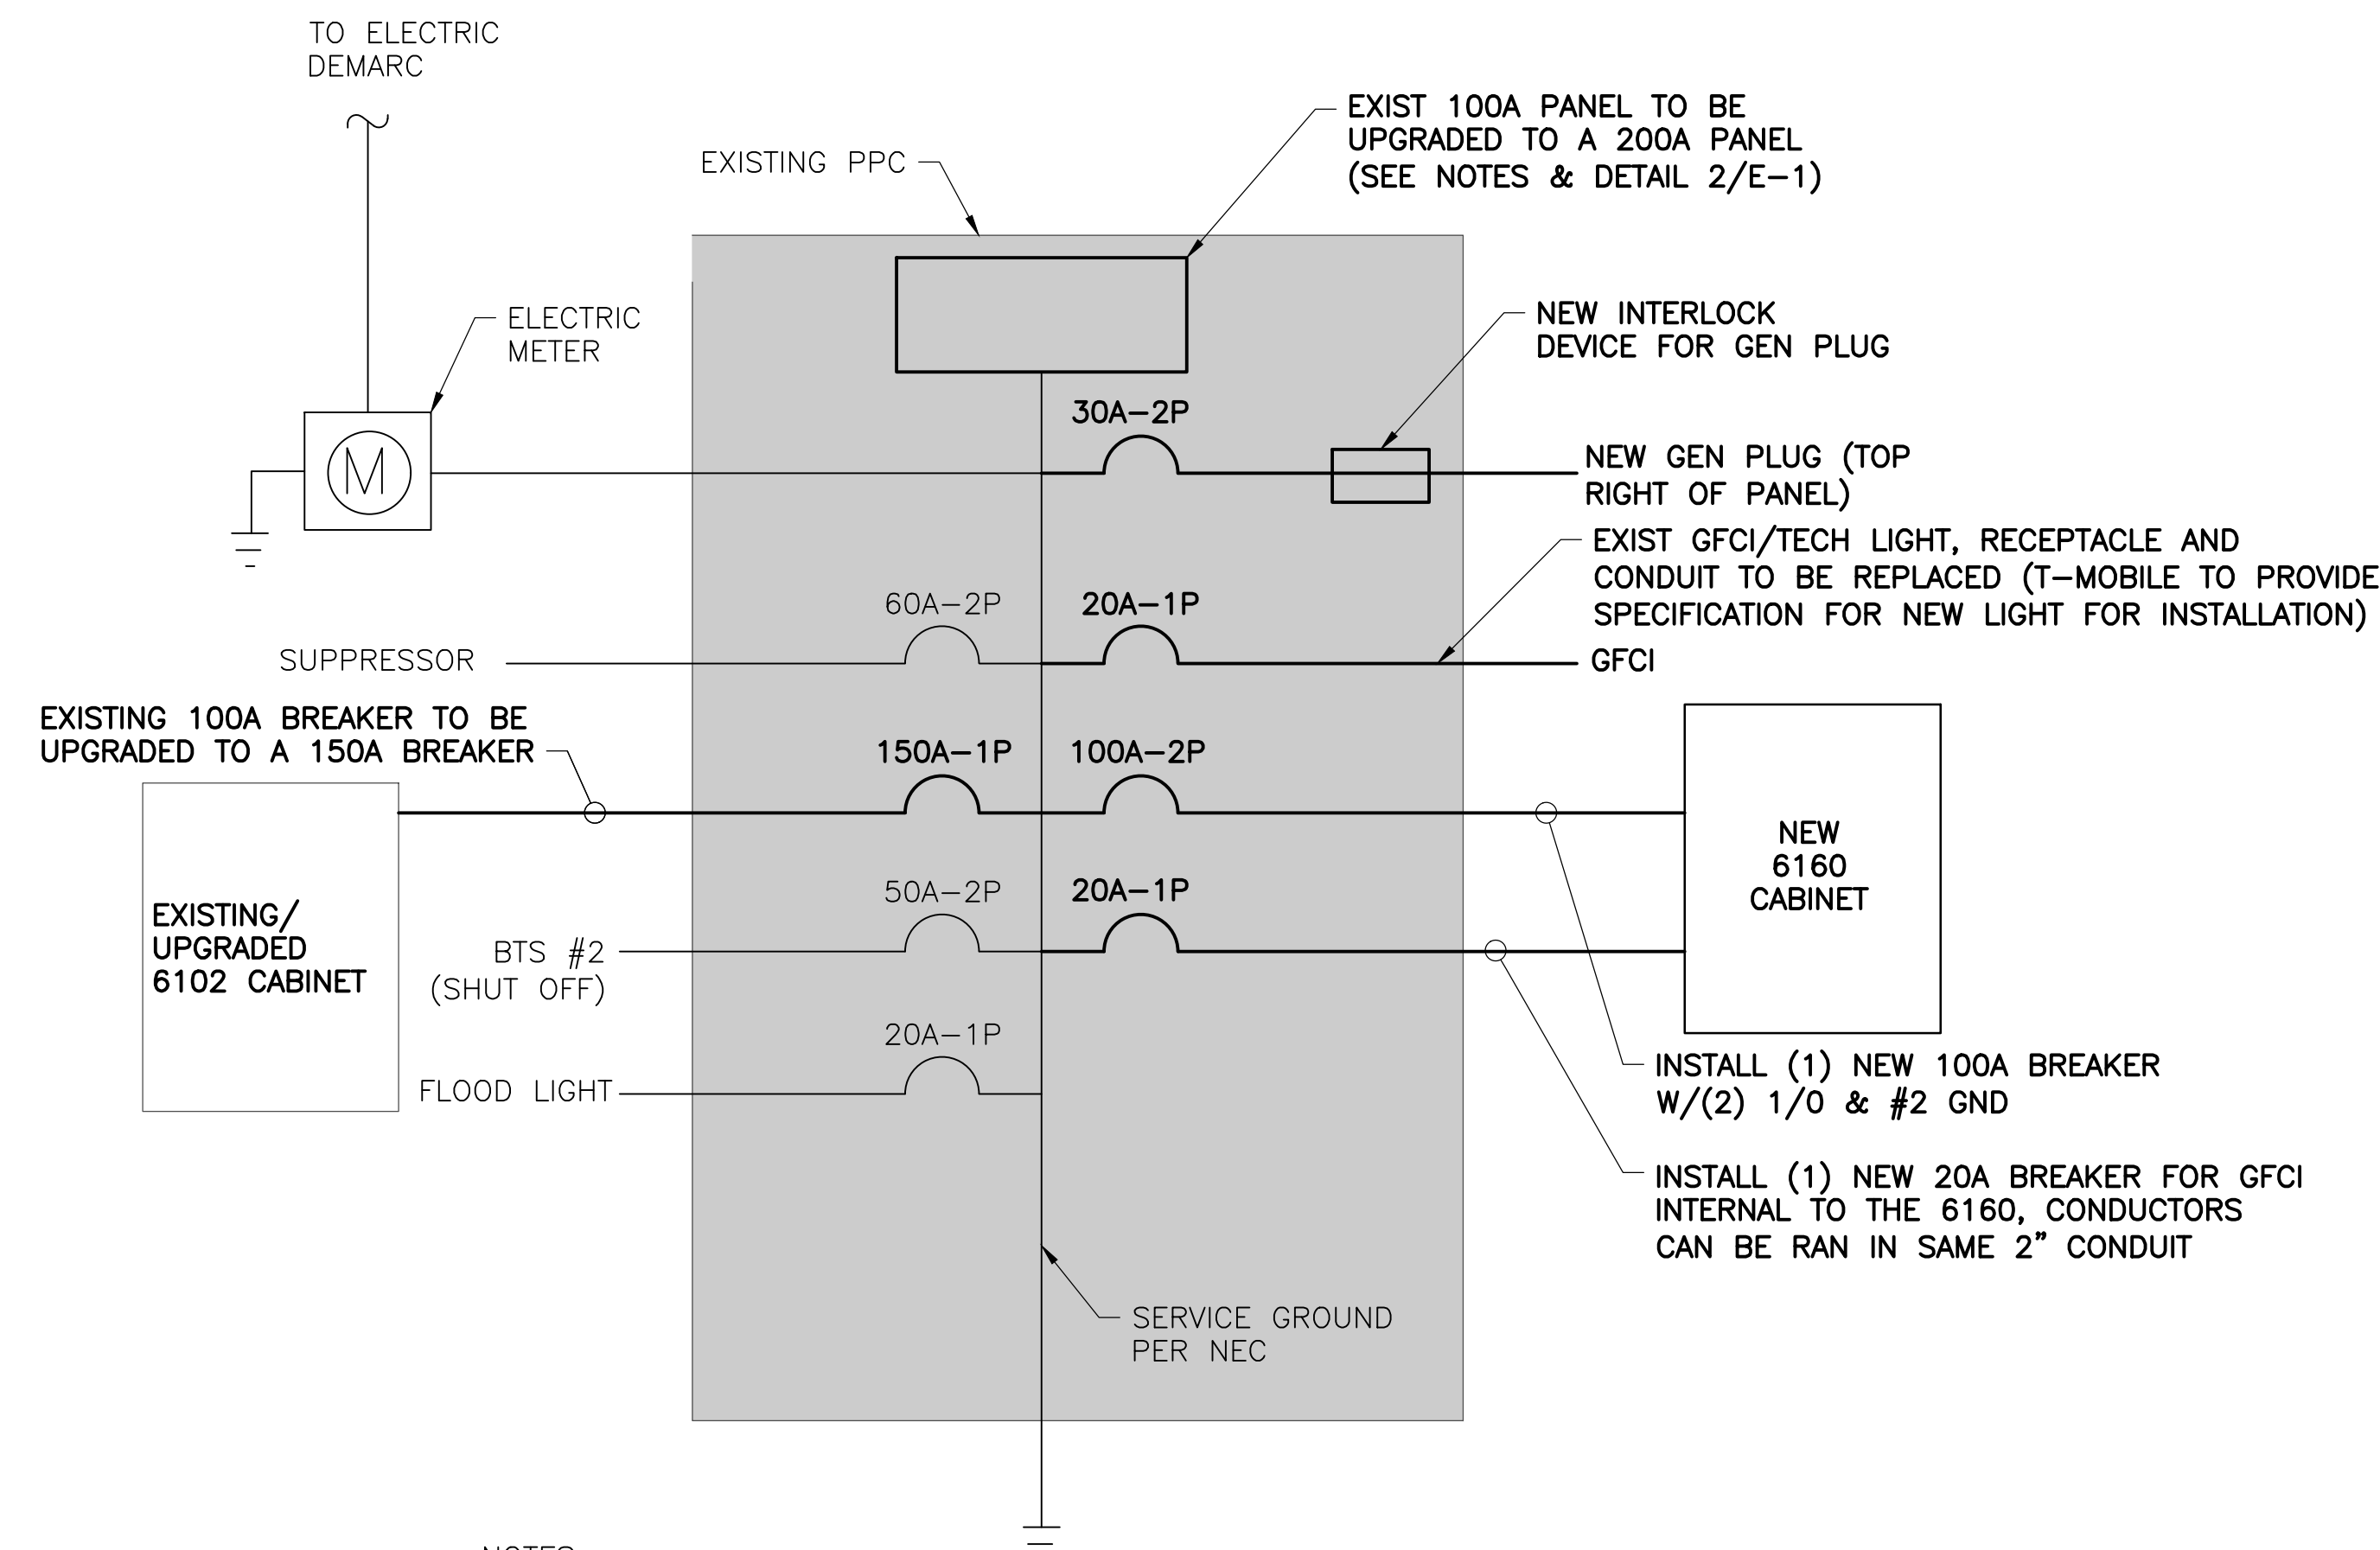 TO ELECTRIC
DEMARC
EXISTING PPC
EXIST 100A PANEL TO BE
UPGRADED TO A 200A PANEL
(SEE NOTES & DETAIL 2/E-1)
ELECTRIC
METER
NEW INTERLOCK
DEVICE FOR GEN PLUG
M
30A-2P
NEW GEN PLUG (TOP
RIGHT OF PANEL)
EXIST GFCI/TECH LIGHT, RECEPTACLE AND
CONDUIT TO BE REPLACED (T-MOBILE TO PROVIDE
SPECIFICATION FOR NEW LIGHT FOR INSTALLATION)
60A-2P
20A-1P
SUPPRESSOR
GFCI
EXISTING 100A BREAKER TO BE
UPGRADED TO A 150A BREAKER
150A-1P
100A-2P
EXISTING/
UPGRADED
6102 CABINET
NEW
6160
CABINET
50A-2P
20A-1P
BTS #2
(SHUT OFF)
20A-1P
FLOOD LIGHT
INSTALL (1) NEW 100A BREAKER
W/(2) 1/0 & #2 GND
INSTALL (1) NEW 20A BREAKER FOR GFCI
INTERNAL TO THE 6160, CONDUCTORS
CAN BE RAN IN SAME 2" CONDUIT
SERVICE GROUND
PER NEC